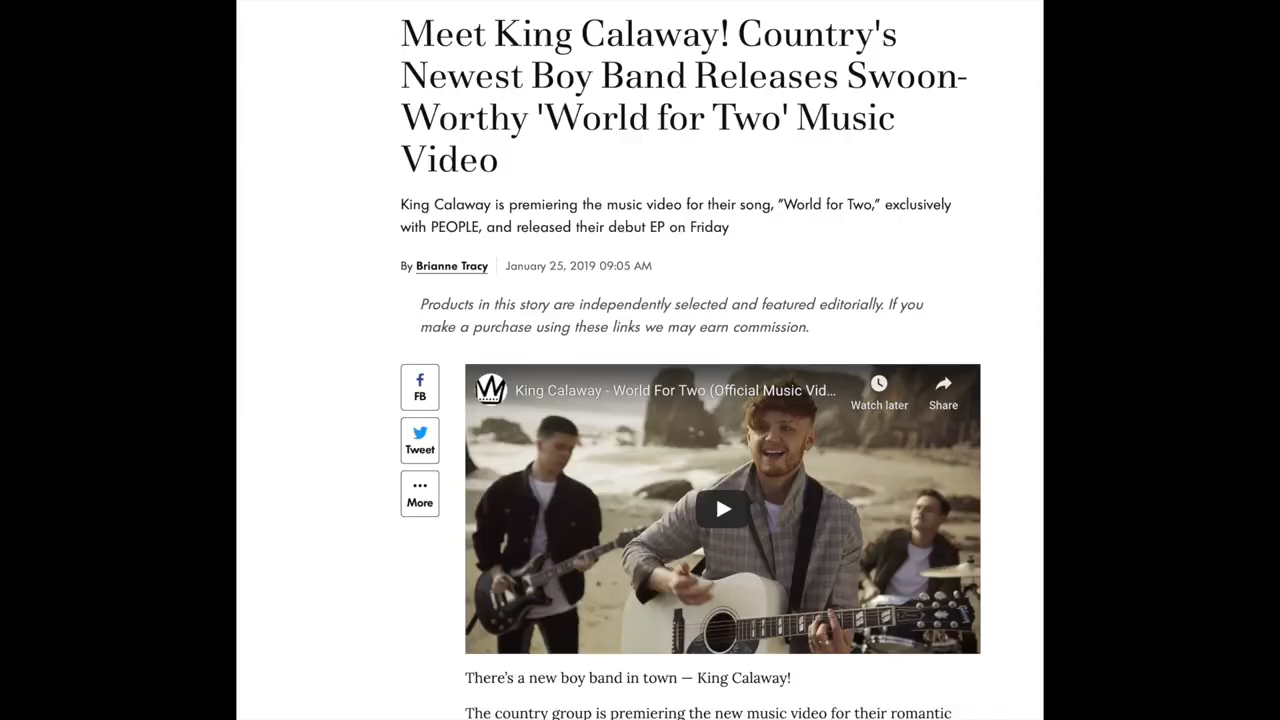 Meet King Calaway! Country's
Newest Boy Band Releases Swoon-
Worthy 'World for Two' Music
Video
King Calaway is premiering the music video for their song, "World for Two," exclusively
with PEOPLE, and released their debut EP on Friday
By Brianne Tracy January 25, 2019 09:05 AM
Products in this story are independently selected and featured editorially. If you
make a purchase using these links we may earn commission.
FB
Tweet
More
King Calaway - World For Two (Official Music Vid...
Watch later
Share
There's a new boy band in town — King Calaway!
The country group is premiering the new music video for their romantic